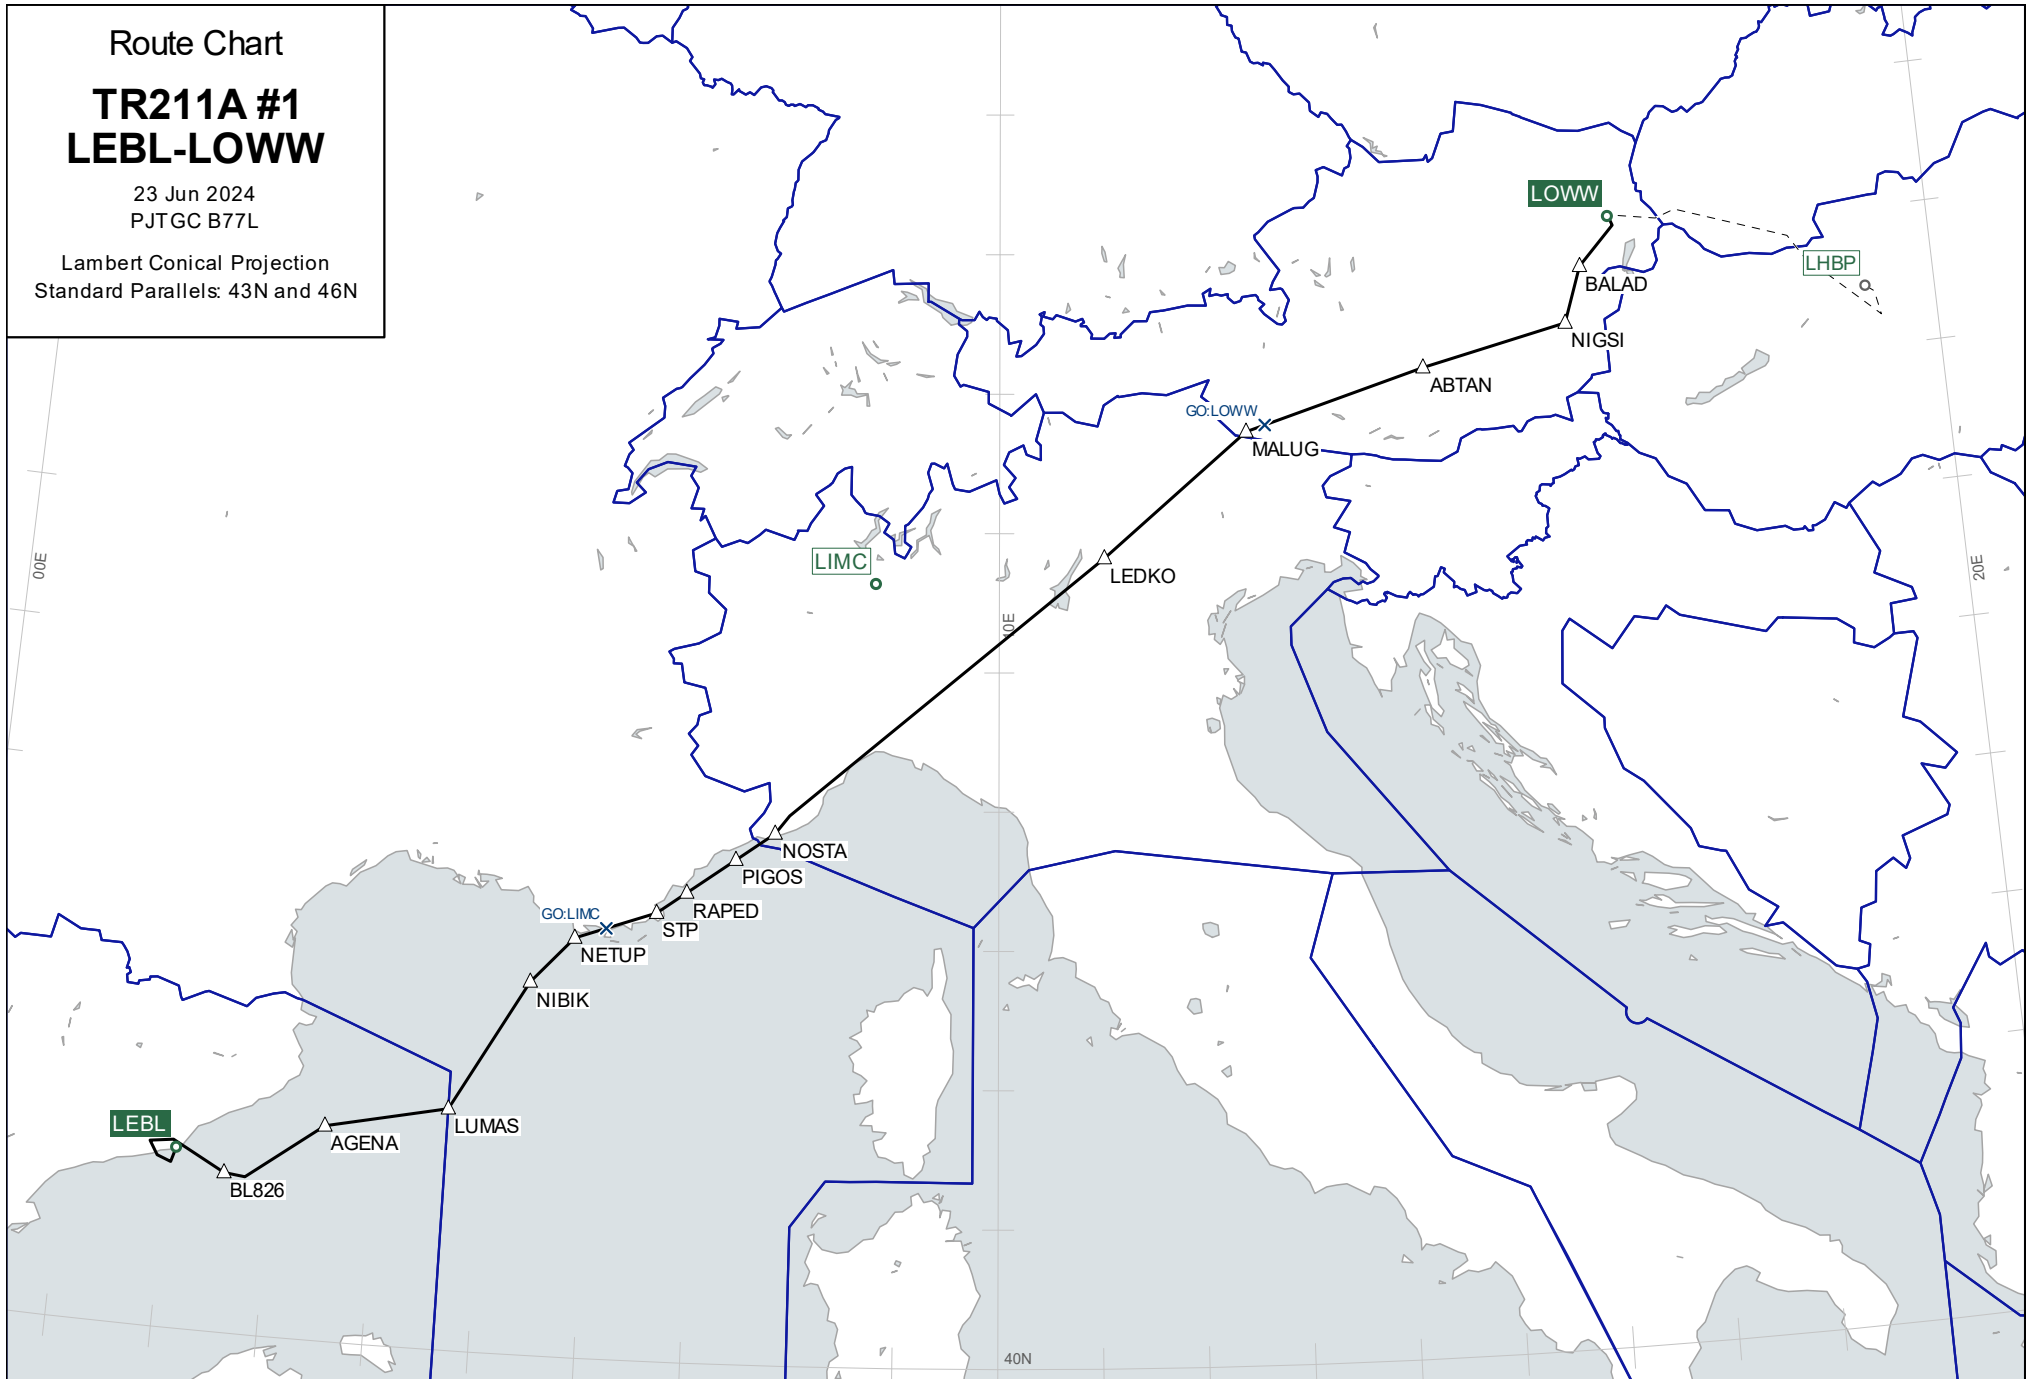 Route Chart
TR211A #1
LEBL-LOWW
23 Jun 2024
PJTGC B77L
Lambert Conical Projection
Standard Parallels: 43N and 46N
LOWW
LHBP
BALAD
NIGSI
ABTAN
GO:LOWW
MALUG
LIMC
LEDKO
00E
10E
20E
NOSTA
PIGOS
RAPED
GO:LIMC
STP
NETUP
NIBIK
LEBL
LUMAS
AGENA
BL826
40N